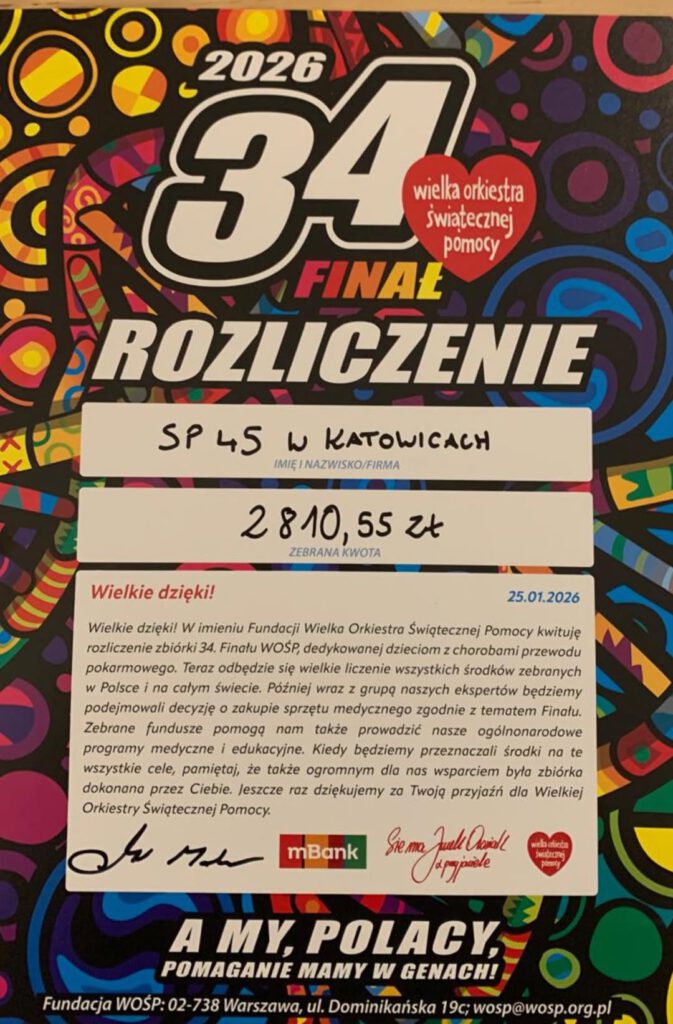 2026
34
wielka orkiestra
świątecznej
pomocy
FINAŁ
ROZLICZENIE
SP 45 W KATOWICACH
IMIĘ I NAZWISKO/FIRMA
2810,55 zł
ZEBRANA KWOTA
Wielkie dzięki!
25.01.2026
Wielkie dzięki! W imieniu Fundacji Wielka Orkiestra Świątecznej Pomocy kwituję
rozliczenie zbiórki 34. Finału WOŚP, dedykowanej dzieciom z chorobami przewodu
pokarmowego. Teraz odbędzie się wielkie liczenie wszystkich środków zebranych
w Polsce i na całym świecie. Później wraz z grupą naszych ekspertów będziemy
podejmowali decyzję o zakupie sprzętu medycznego zgodnie z tematem Finału.
Zebrane fundusze pomogą nam także prowadzić nasze ogólnonarodowe
programy medyczne i edukacyjne. Kiedy będziemy przeznaczali środki na te
wszystkie cele, pamiętaj, że także ogromnym dla nas wsparciem była zbiórka
dokonana przez Ciebie. Jeszcze raz dziękujemy za Twoją przyjaźń dla Wielkiej
Orkiestry Świątecznej Pomocy.
mBank
Siema Jurek Owsiak
z przyjaciele
wielka orkiestra
świątecznej
pomocy
A MY, POLACY,
POMAGANIE MAMY W GENACH!
Fundacja WOŚP: 02-738 Warszawa, ul. Dominikańska 19c; wosp@wosp.org.pl